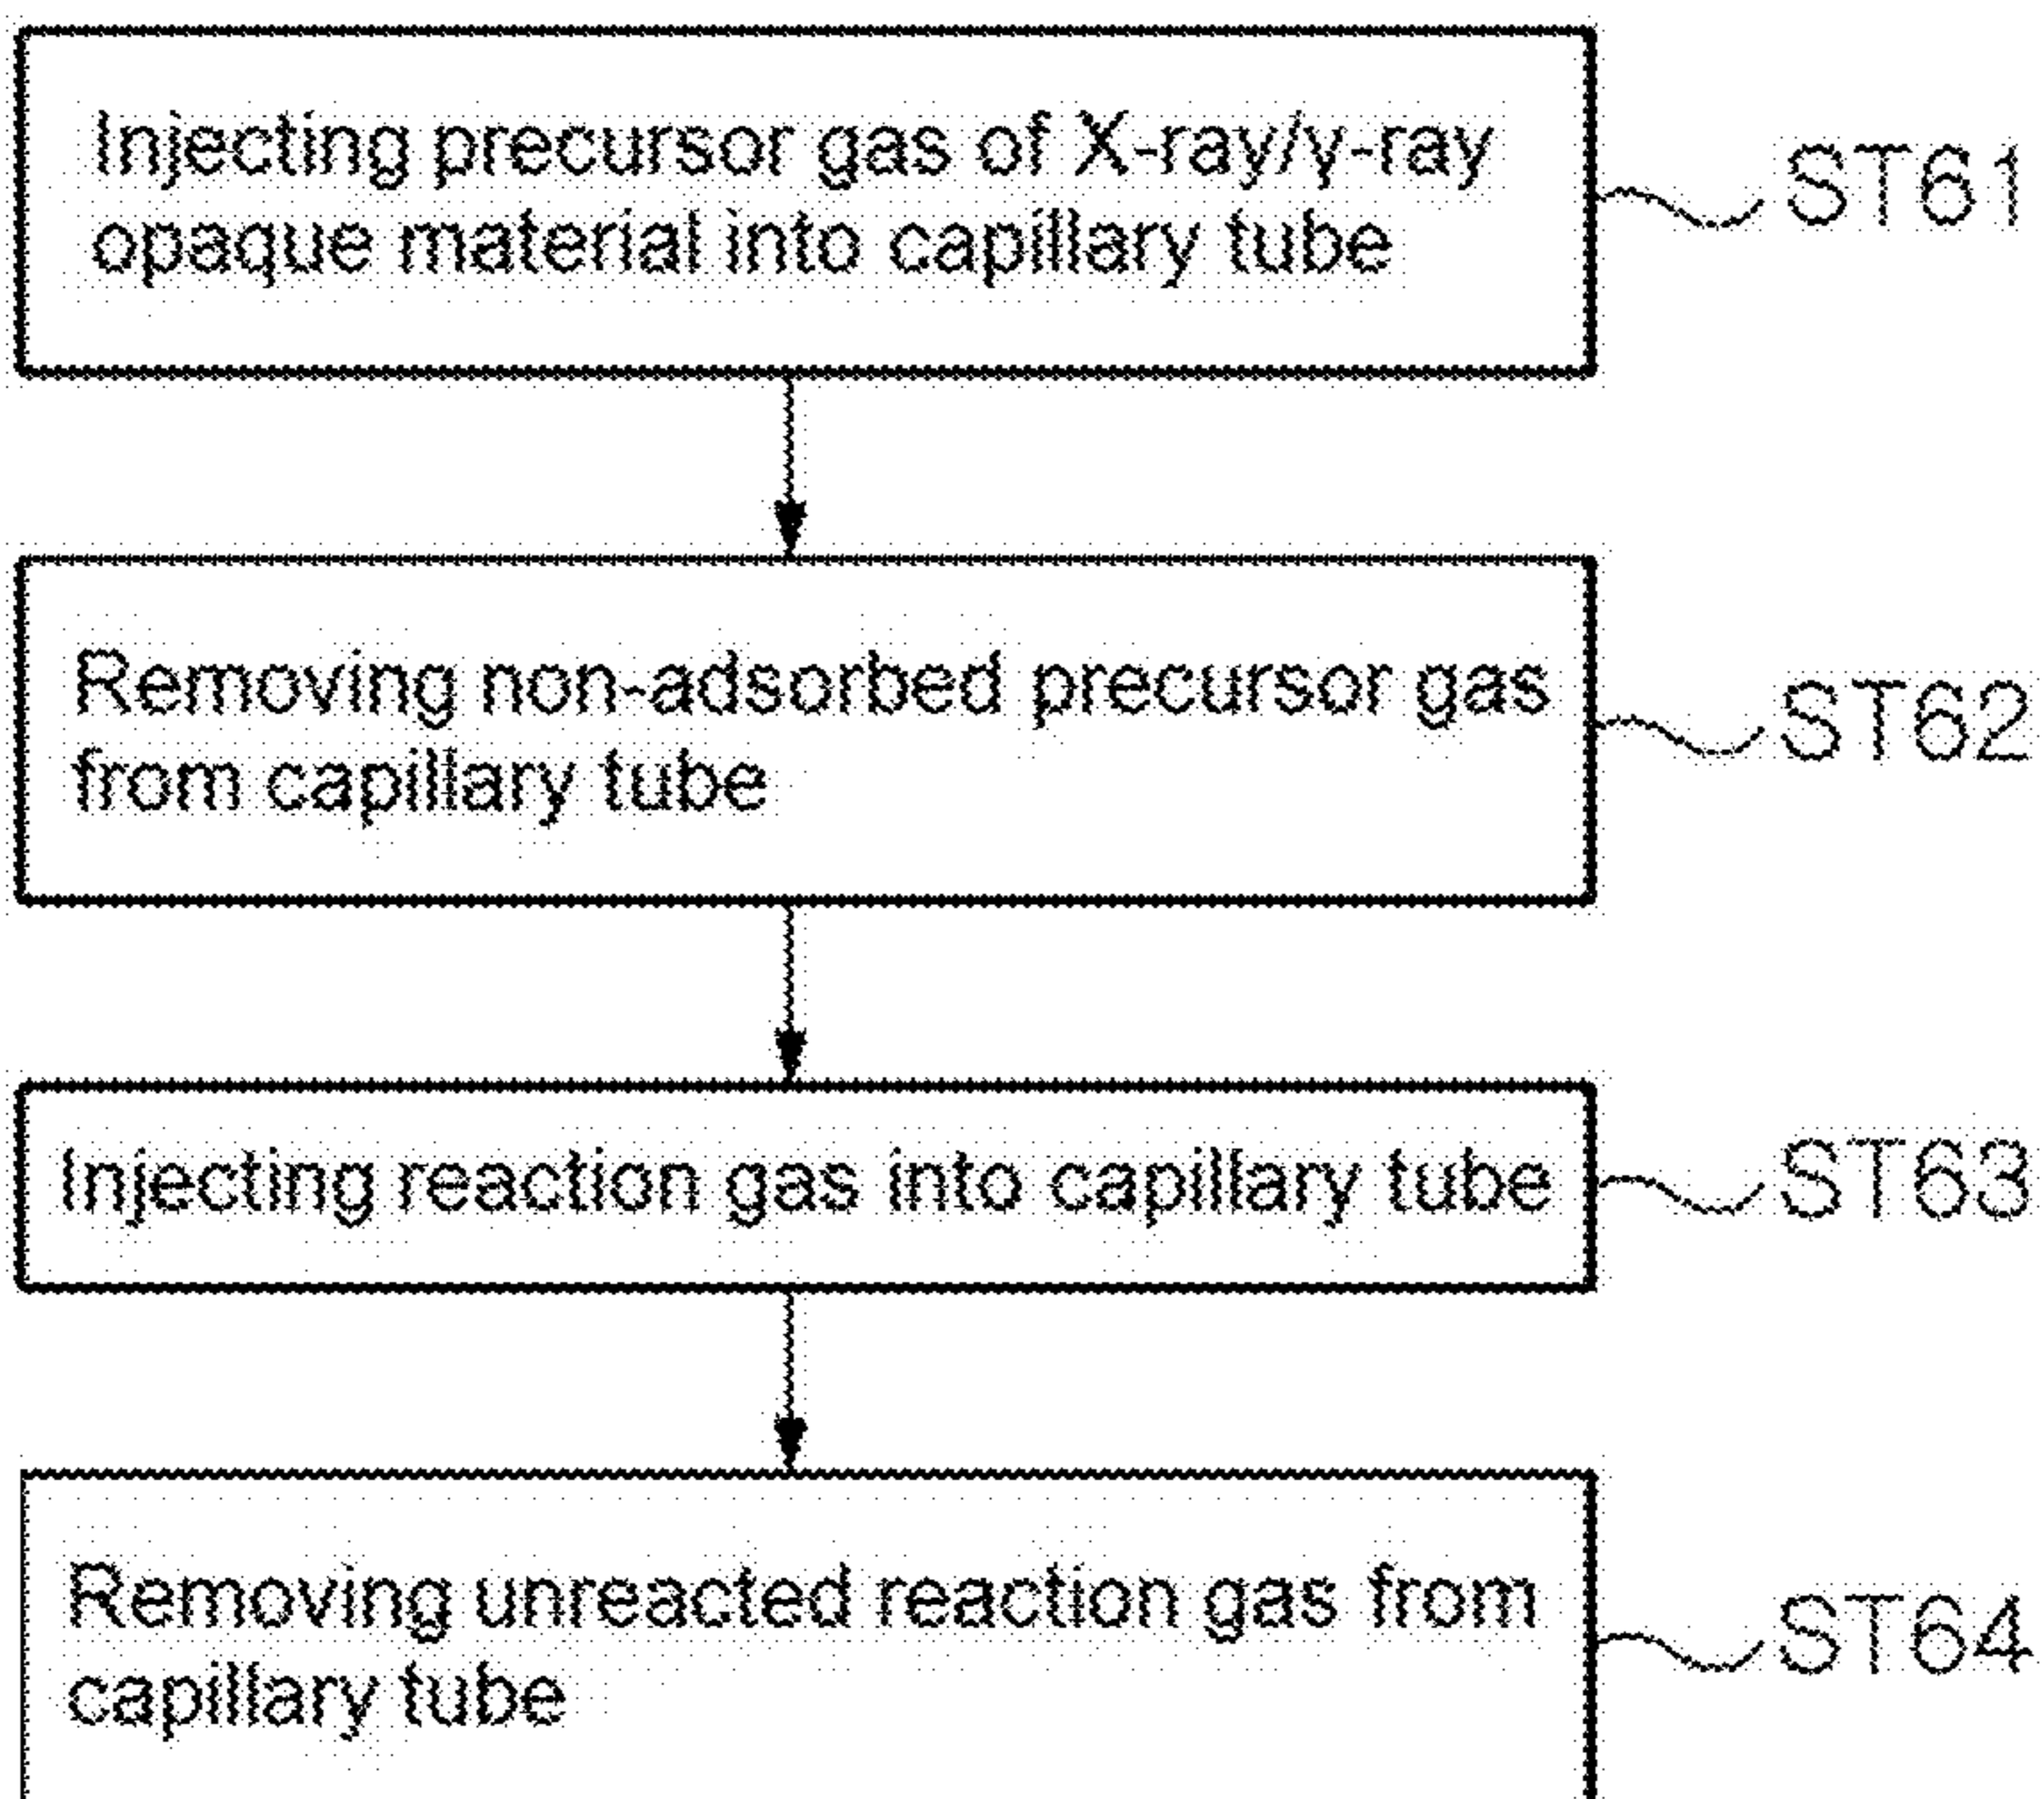 Injecting precursor gas of X-ray/γ-ray
opaque material into capillary tube
ST61
Removing non-adsorbed precursor gas
from capillary tube
ST62
Injecting reaction gas into capillary tube
ST63
Removing unreacted reaction gas from
capillary tube
ST64